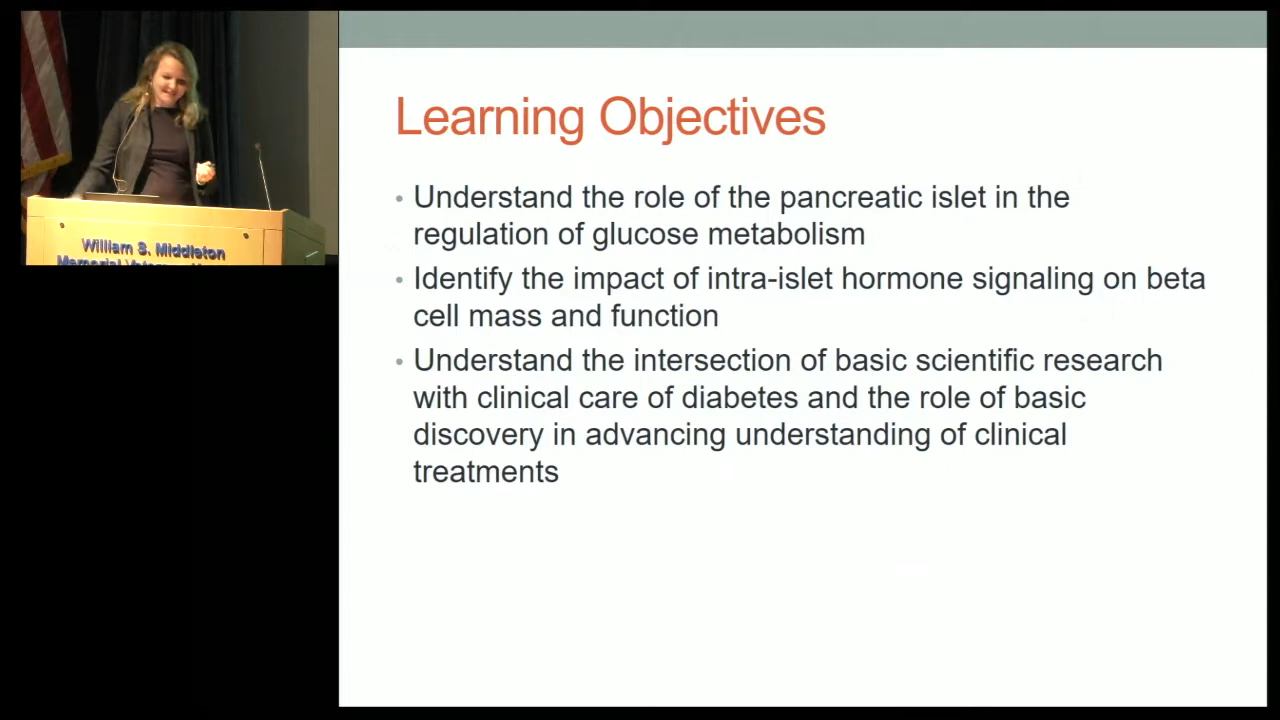 Learning Objectives
• Understand the role of the pancreatic islet in the
regulation of glucose metabolism
• Identify the impact of intra-islet hormone signaling on beta
cell mass and function
• Understand the intersection of basic scientific research
with clinical care of diabetes and the role of basic
discovery in advancing understanding of clinical
treatments
William S. Middleton
Memorial